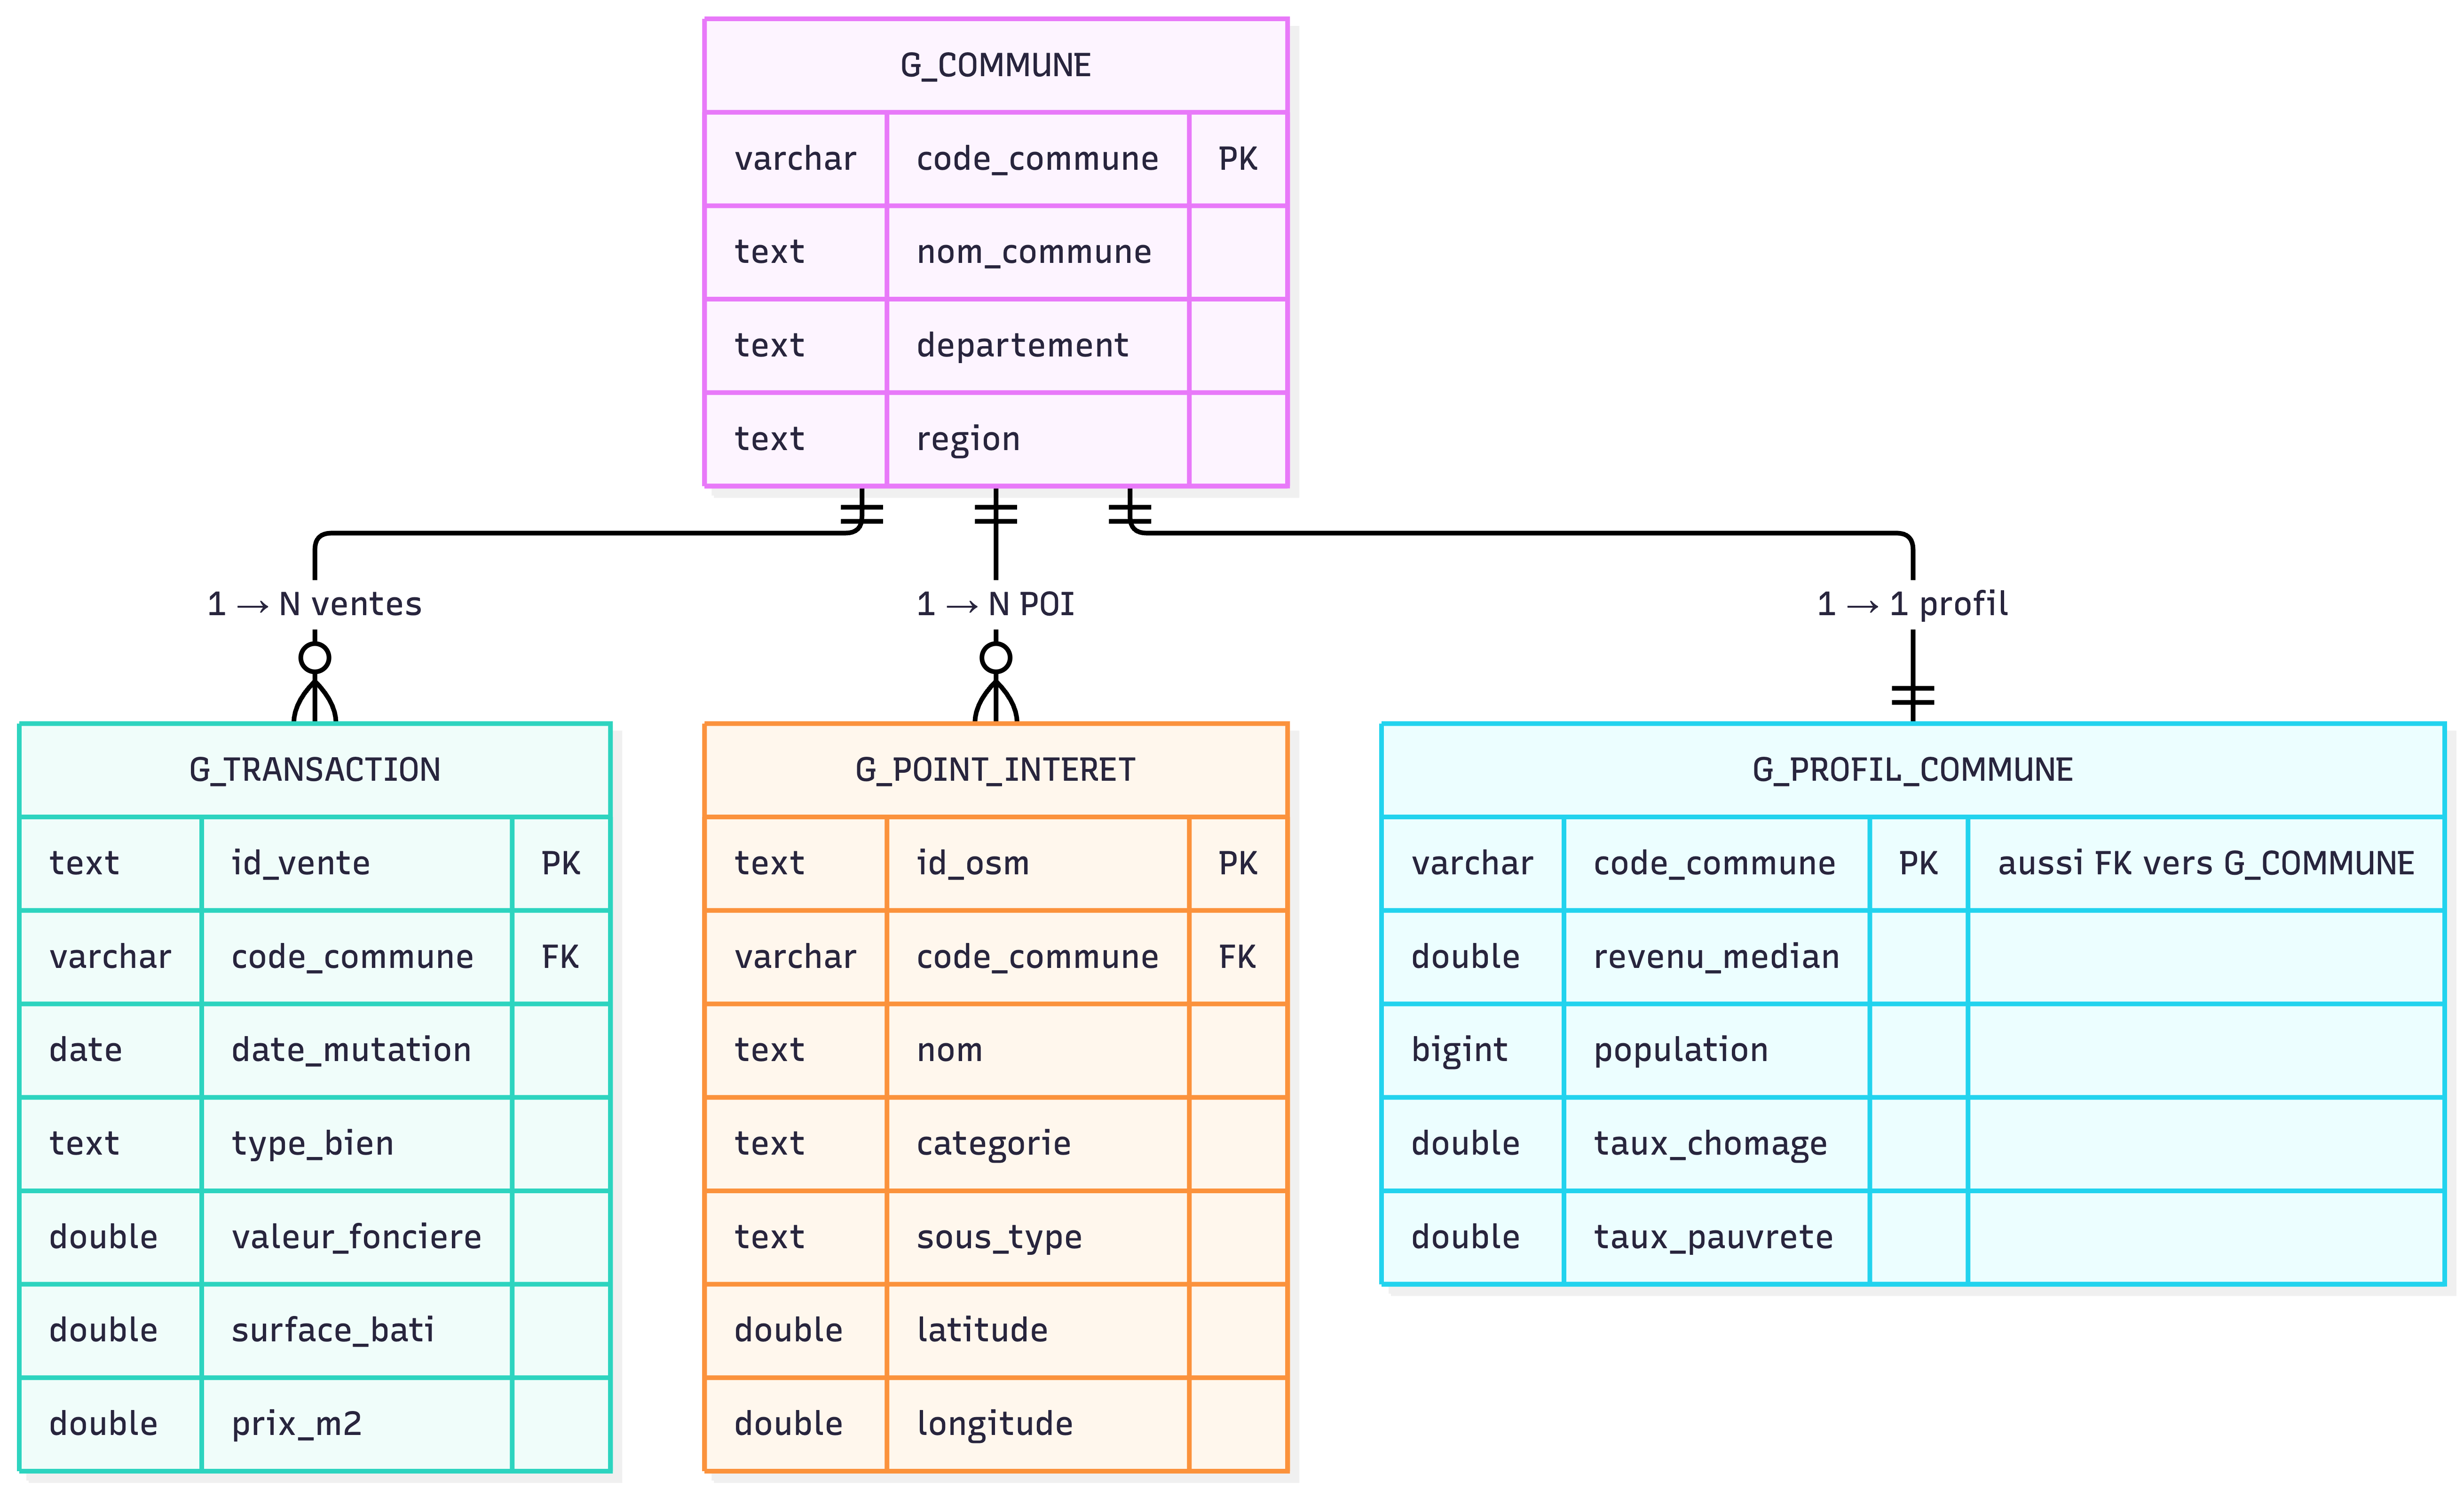 G_COMMUNE
varchar code_commune PK
text nom_commune
text departement
text region
1 → N ventes
1 → N POI
1 → 1 profil
G_TRANSACTION
text id_vente PK
varchar code_commune FK
date date_mutation
text type_bien
double valeur_fonciere
double surface_bati
double prix_m2
G_POINT_INTERET
text id_osm PK
varchar code_commune FK
text nom
text categorie
text sous_type
double latitude
double longitude
G_PROFIL_COMMUNE
varchar code_commune PK aussi FK vers G_COMMUNE
double revenu_median
bigint population
double taux_chomage
double taux_pauvrete